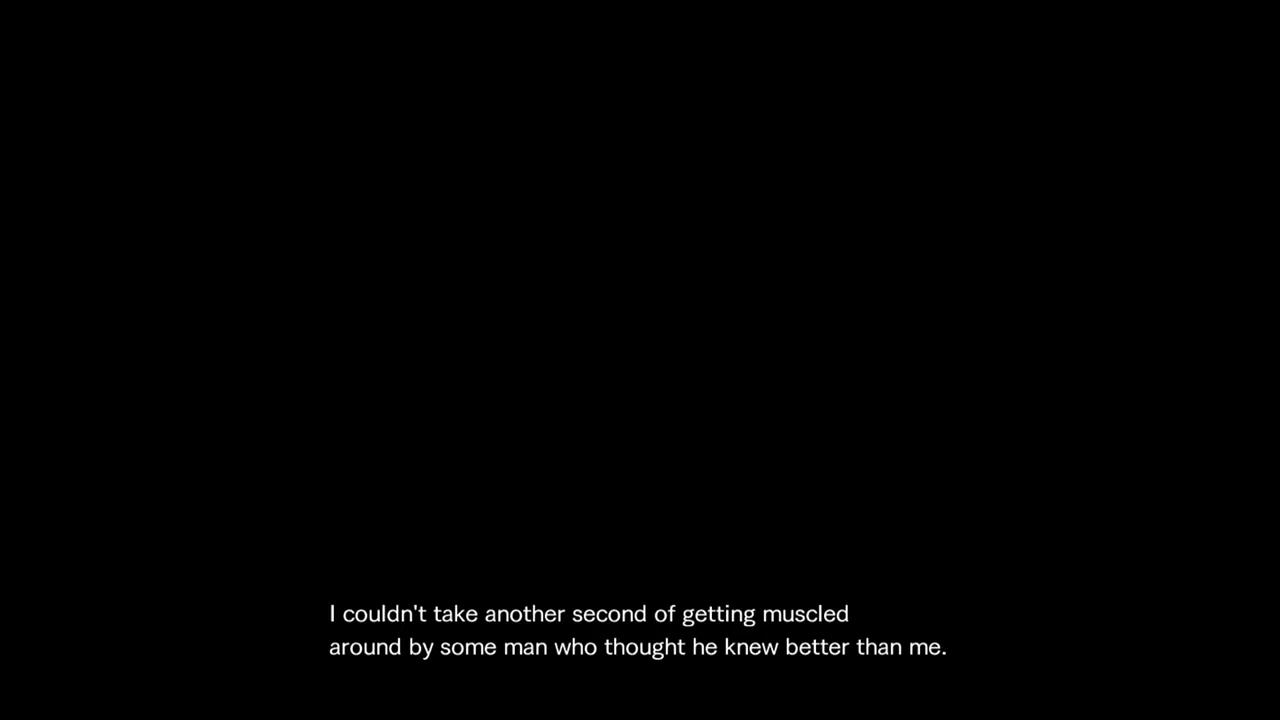 I couldn't take another second of getting muscled
around by some man who thought he knew better than me.